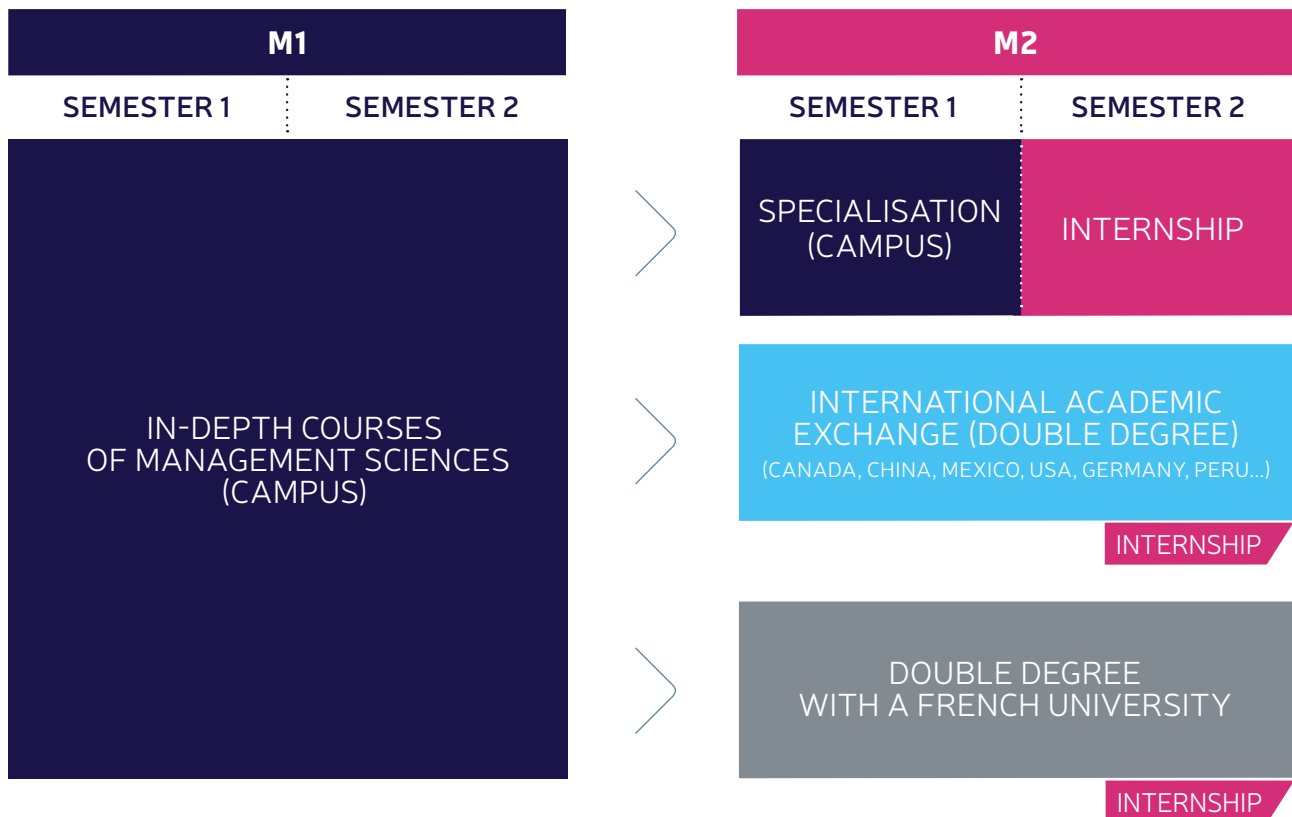 M1
SEMESTER 1
SEMESTER 2
IN-DEPTH COURSES
OF MANAGEMENT SCIENCES
(CAMPUS)
M2
SEMESTER 1
SEMESTER 2
SPECIALISATION
(CAMPUS)
INTERNSHIP
INTERNATIONAL ACADEMIC
EXCHANGE (DOUBLE DEGREE)
(CANADA, CHINA, MEXICO, USA, GERMANY, PERU...)
INTERNSHIP
DOUBLE DEGREE
WITH A FRENCH UNIVERSITY
INTERNSHIP